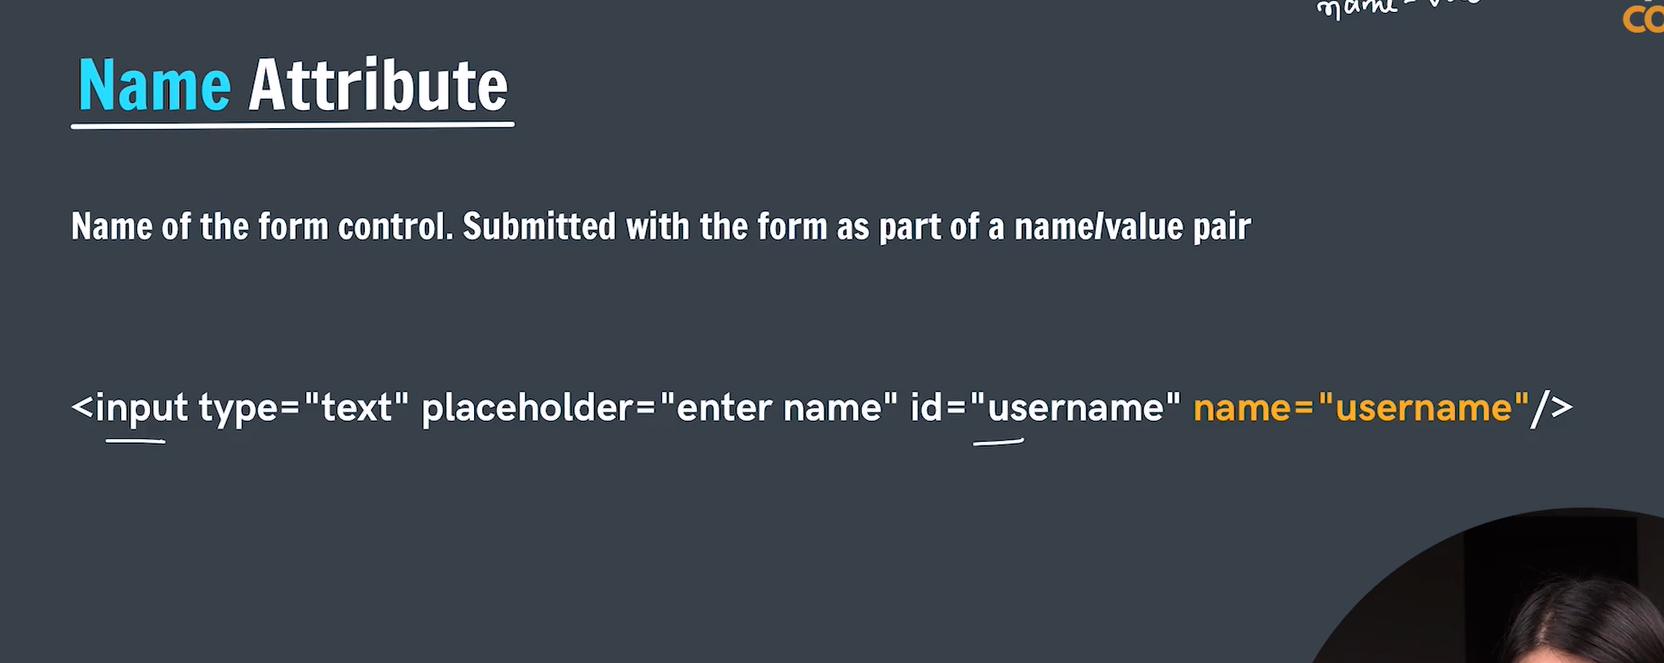 name=
CO
Name Attribute
Name of the form control. Submitted with the form as part of a name/value pair
<input type="text" placeholder="enter name" id="username" name="username"/>